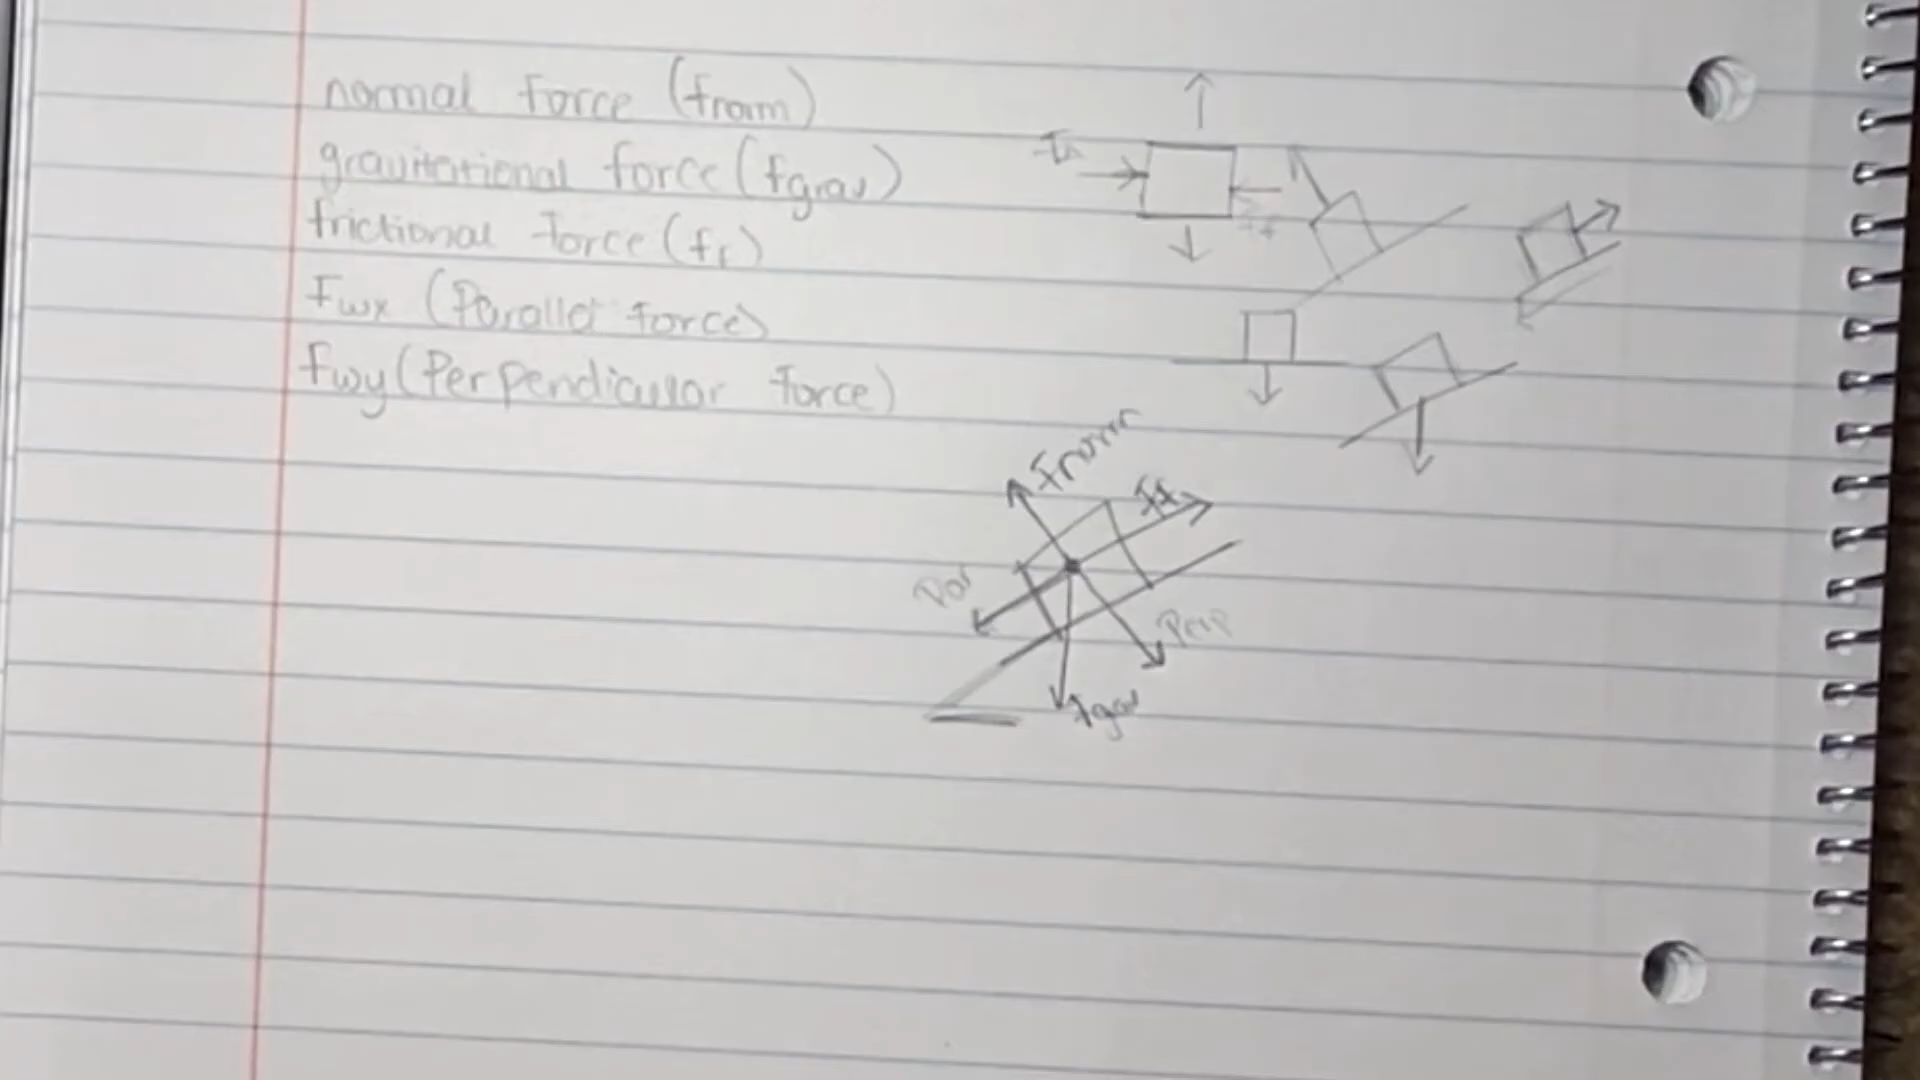 normal force (fnorm)
gravitational force (fgrav)
frictional force (ff)
Fwx (Parallel force)
fwy (Perpendicular force)
Fnorm
Ff
Par
Perp
fgrav